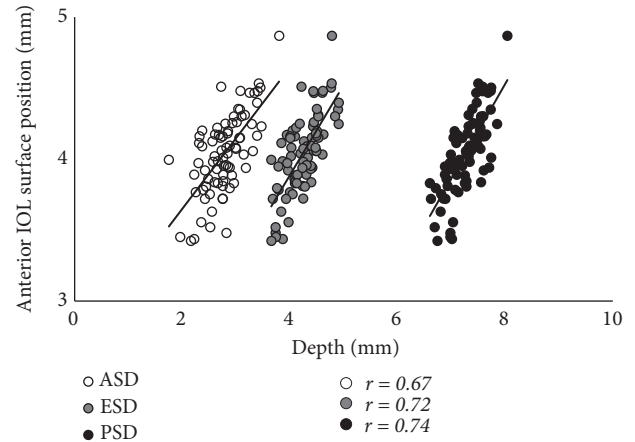 Anterior IOL surface position (mm)
5
4
3
0 2 4 6 8 10
Depth (mm)
ASD
ESD
PSD
r = 0.67
r = 0.72
r = 0.74